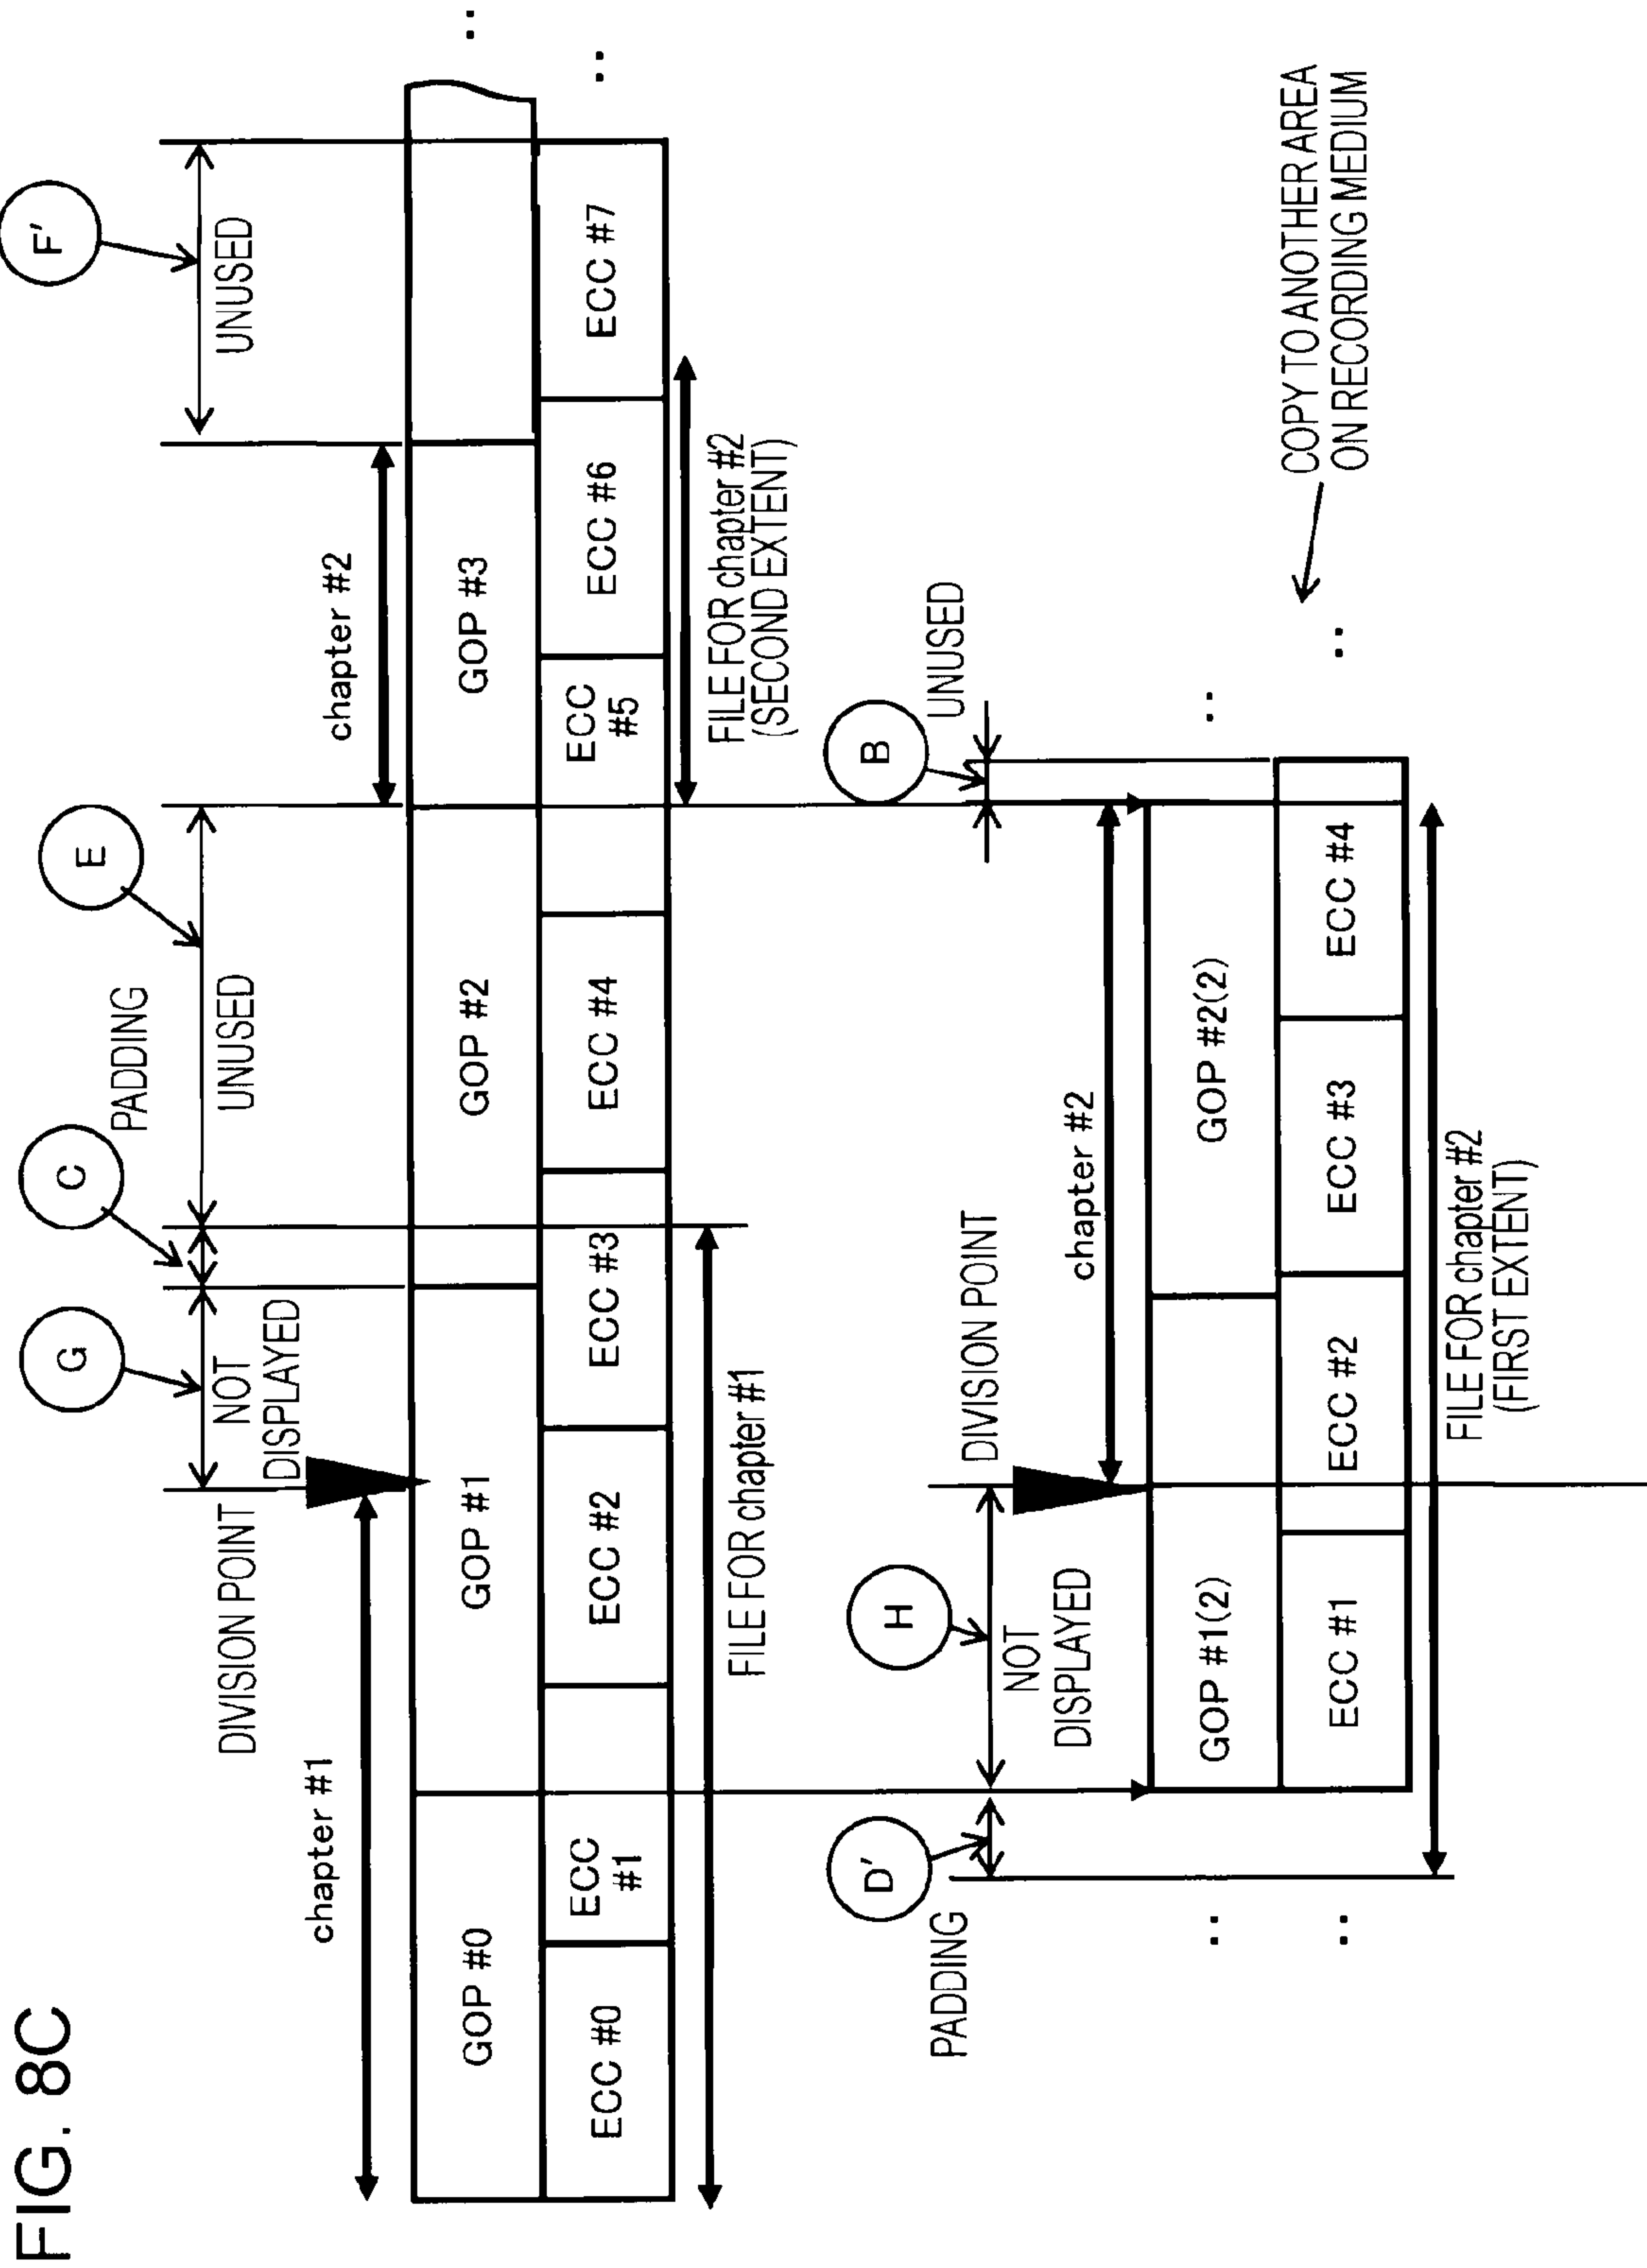 FIG. 8C
F'
E
C
G
PADDING
UNUSED
UNUSED
NOT
DISPLAYED
DIVISION POINT
chapter #1
chapter #2
GOP #0
GOP #1
GOP #2
GOP #3
:
ECC #0
ECC
#1
ECC #2
ECC #3
ECC #4
ECC
#5
ECC #6
ECC #7
:
FILE FOR chapter #1
FILE FOR chapter #2
(SECOND EXTENT)
D'
H
B
PADDING
NOT
DISPLAYED
DIVISION POINT
UNUSED
chapter #2
:
GOP #1(2)
GOP #2(2)
:
:
ECC #1
ECC #2
ECC #3
ECC #4
:
COPY TO ANOTHER AREA
ON RECORDING MEDIUM
FILE FOR chapter #2
(FIRST EXTENT)